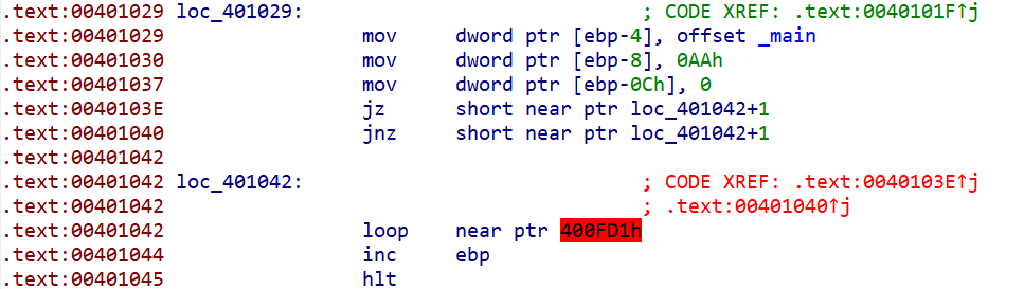 .text:00401029 loc_401029: ; CODE XREF: .text:0040101F↑j
.text:00401029 mov dword ptr [ebp-4], offset _main
.text:00401030 mov dword ptr [ebp-8], 0AAh
.text:00401037 mov dword ptr [ebp-0Ch], 0
.text:0040103E jz short near ptr loc_401042+1
.text:00401040 jnz short near ptr loc_401042+1
.text:00401042
.text:00401042 loc_401042: ; CODE XREF: .text:0040103E↑j
.text:00401042 ; .text:00401040↑j
.text:00401042 loop near ptr 400FD1h
.text:00401044 inc ebp
.text:00401045 hlt